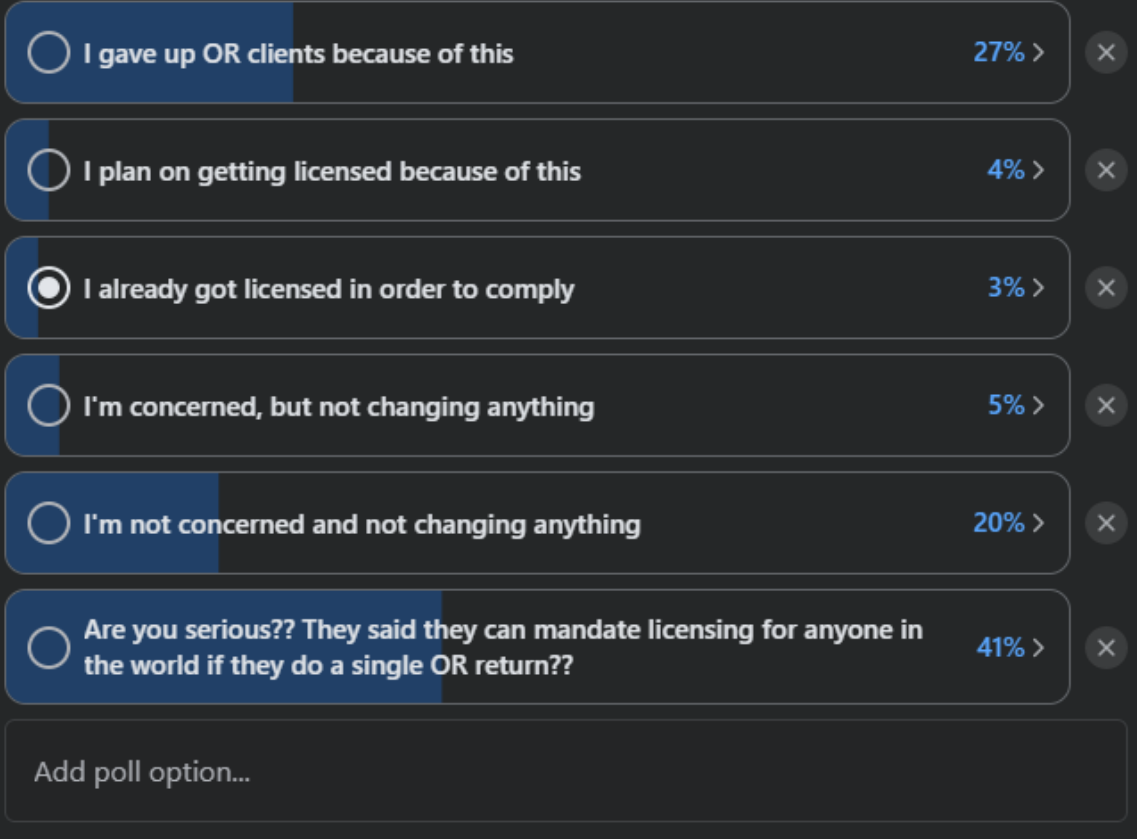 I gave up OR clients because of this
27%
I plan on getting licensed because of this
4%
I already got licensed in order to comply
3%
I'm concerned, but not changing anything
5%
I'm not concerned and not changing anything
20%
Are you serious?? They said they can mandate licensing for anyone in
the world if they do a single OR return??
41%
Add poll option...